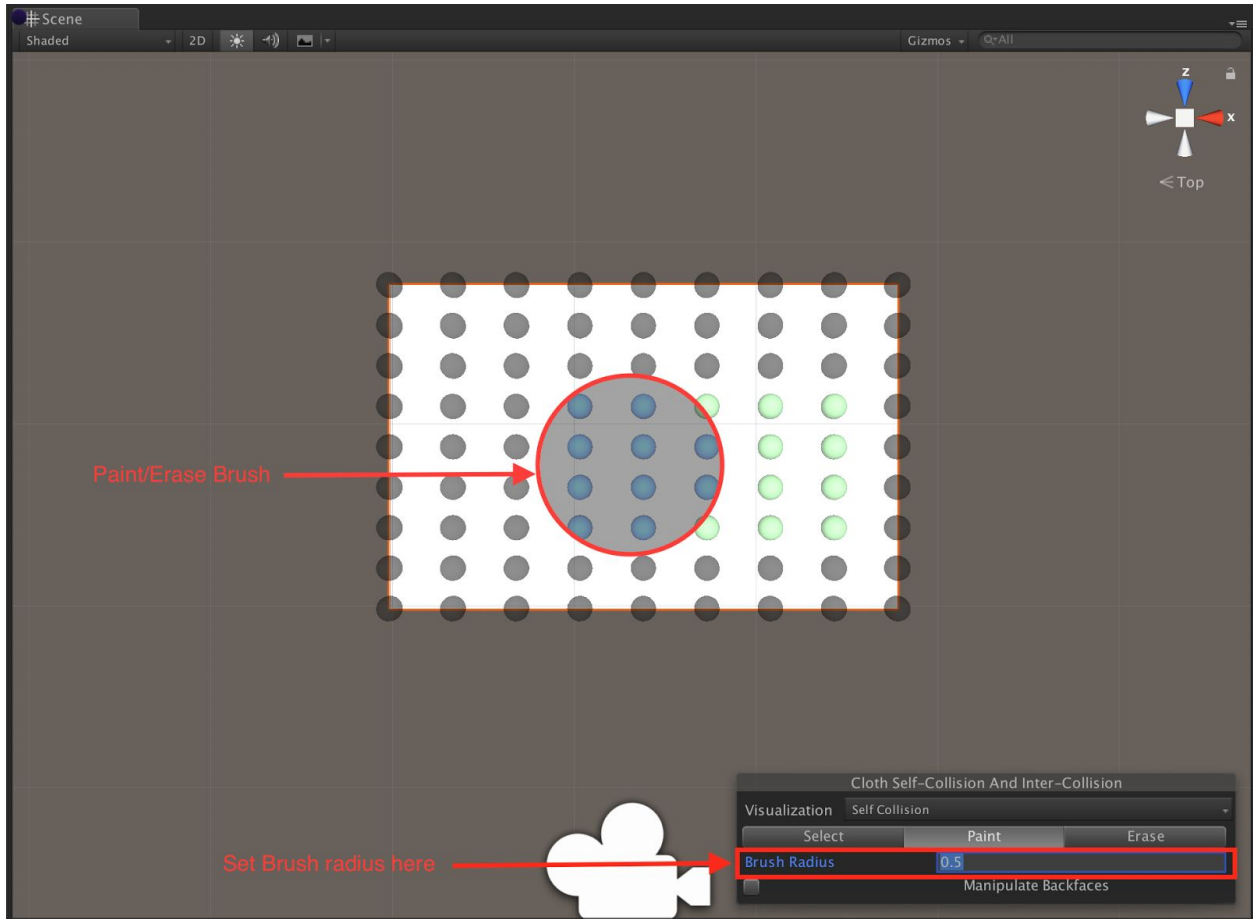 Scene
Shaded 2D Gizmos All
z
x
Top
Paint/Erase Brush
Cloth Self-Collision And Inter-Collision
Visualization Self Collision
Select Paint Erase
Set Brush radius here
Brush Radius 0.5
Manipulate Backfaces